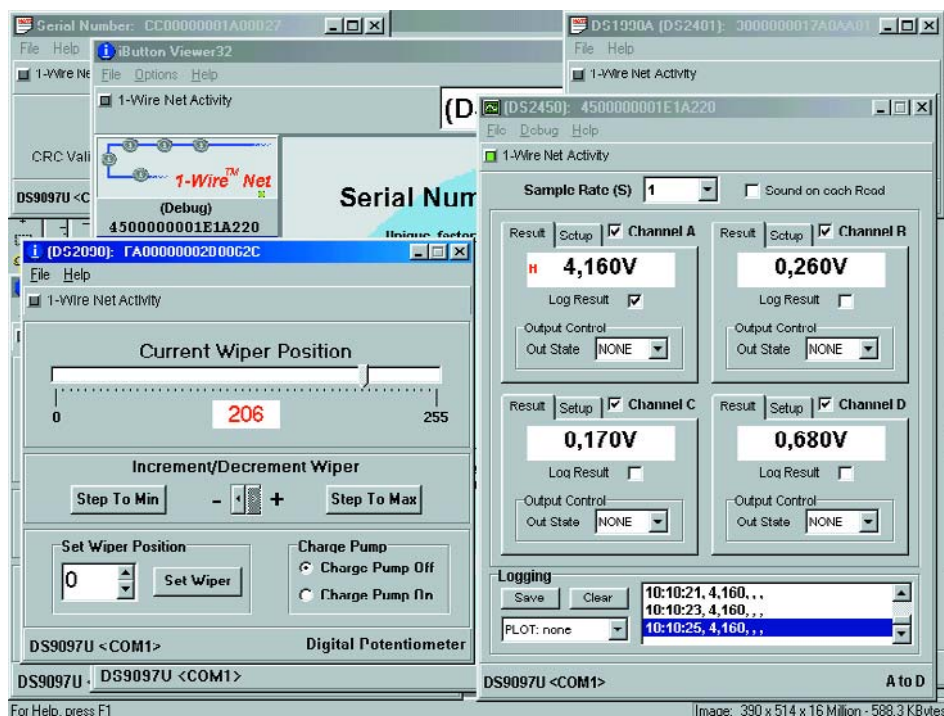 Serial Number: CC00000001A00D27
File Help
1-Wire Ne
CRC Vali
DS9097U <C
iButton Viewer32
File Options Help
1-Wire Net Activity
(D
1-Wire™ Net
(Debug)
4500000001E1A220
Serial Num
Unique, factor
DS1990A (DS2401):
File Help
1-Wire Net Activity
(DS2450): 4500000001E1A220
File Debug Help
1-Wire Net Activity
Sample Rate (S) 1 Sound on each Read
Result Setup Channel A
H 4,160V
Log Result
Output Control
Out State NONE
Result Setup Channel B
0,260V
Log Result
Output Control
Out State NONE
Result Setup Channel C
0,170V
Log Result
Output Control
Out State NONE
Result Setup Channel D
0,680V
Log Result
Output Control
Out State NONE
Logging
Save Clear
PLOT: none
10:10:21, 4,160, , ,
10:10:23, 4,160, , ,
10:10:25, 4,160, , ,
DS9097U <COM1> A to D
(DS2090):
File Help
1-Wire Net Activity
Current Wiper Position
0 206 255
Increment/Decrement Wiper
Step To Min - + Step To Max
Set Wiper Position
0 Set Wiper
Charge Pump
Charge Pump Off
Charge Pump On
DS9097U <COM1> Digital Potentiometer
DS9097U
DS9097U <COM1>
For Help, press F1
Image: 390 x 514 x 16 Million - 588.3 KBytes